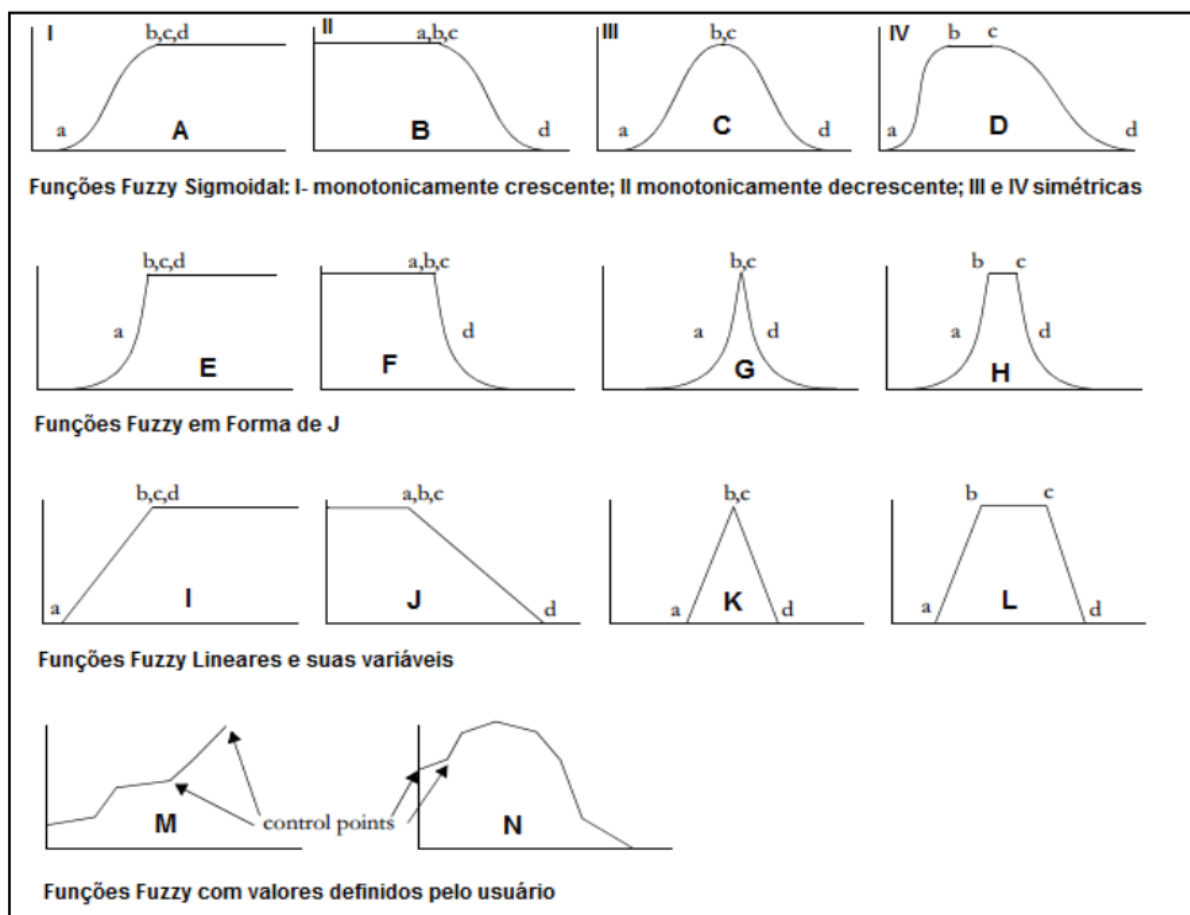 I II III IV
b,c,d a,b,c b,c b c
a d a d a d
A B C D
Funções Fuzzy Sigmoidal: I- monotonicamente crescente; II monotonicamente decrescente; III e IV simétricas
b,c,d a,b,c b,c b c
a d a d a d
E F G H
Funções Fuzzy em Forma de J
b,c,d a,b,c b,c b c
a d a d a d
I J K L
Funções Fuzzy Lineares e suas variáveis
M control points N
Funções Fuzzy com valores definidos pelo usuário